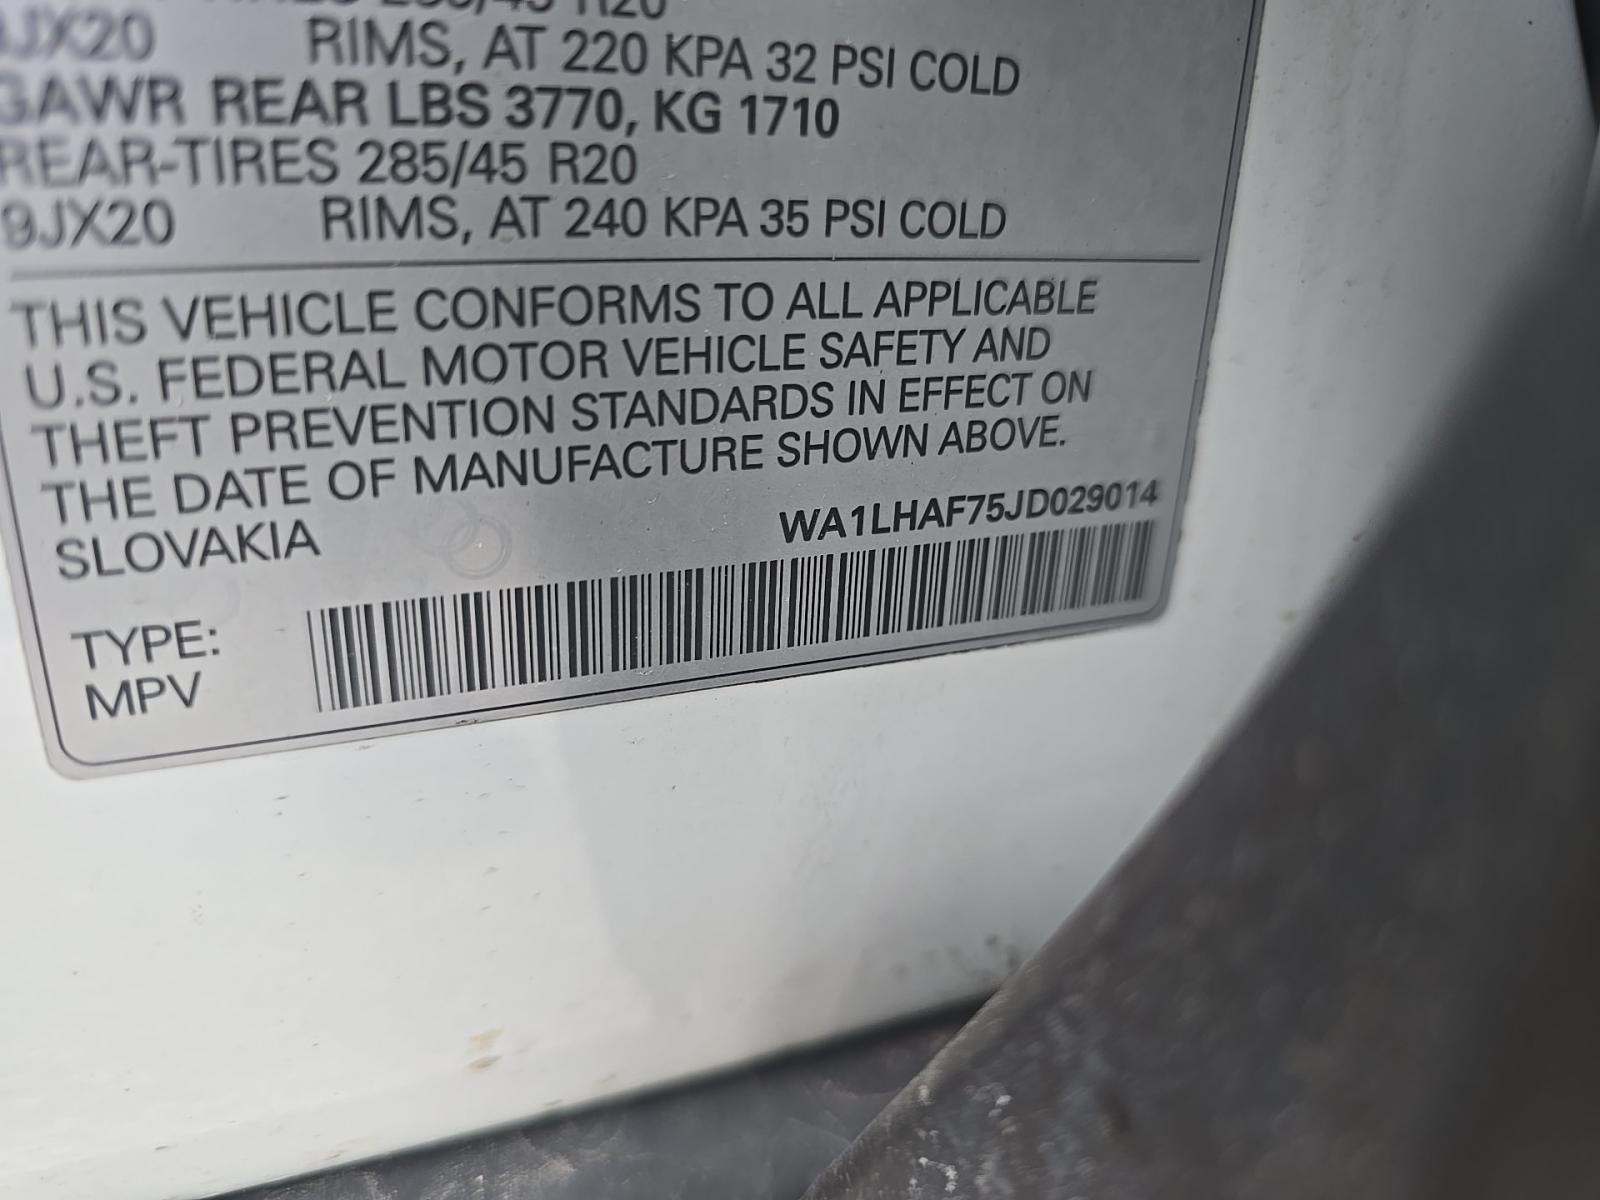 R20
JX20 RIMS, AT 220 KPA 32 PSI COLD
GAWR REAR LBS 3770, KG 1710
REAR-TIRES 285/45 R20
9JX20 RIMS, AT 240 KPA 35 PSI COLD
THIS VEHICLE CONFORMS TO ALL APPLICABLE
U.S. FEDERAL MOTOR VEHICLE SAFETY AND
THEFT PREVENTION STANDARDS IN EFFECT ON
THE DATE OF MANUFACTURE SHOWN ABOVE.
SLOVAKIA
WA1LHAF75JD029014
TYPE:
MPV